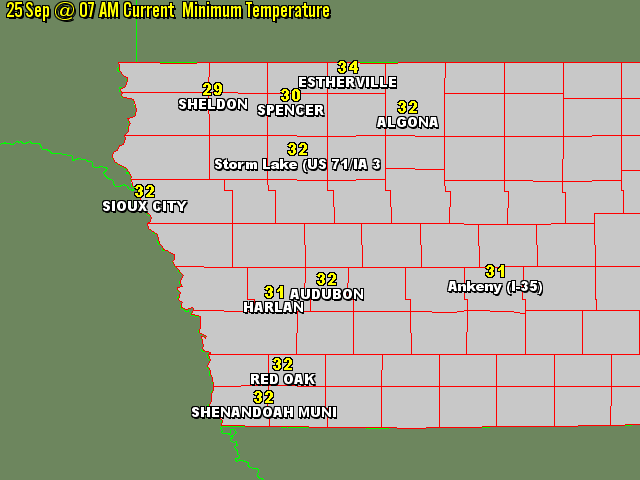 25 Sep @ 07 AM Current Minimum Temperature
34
ESTHERVILLE
29
SHELDON
30
SPENCER
32
ALGONA
32
Storm Lake (US 71/IA 3
32
SIOUX CITY
31
Ankeny (I-35)
32
AUDUBON
31
HARLAN
32
RED OAK
32
SHENANDOAH MUNI